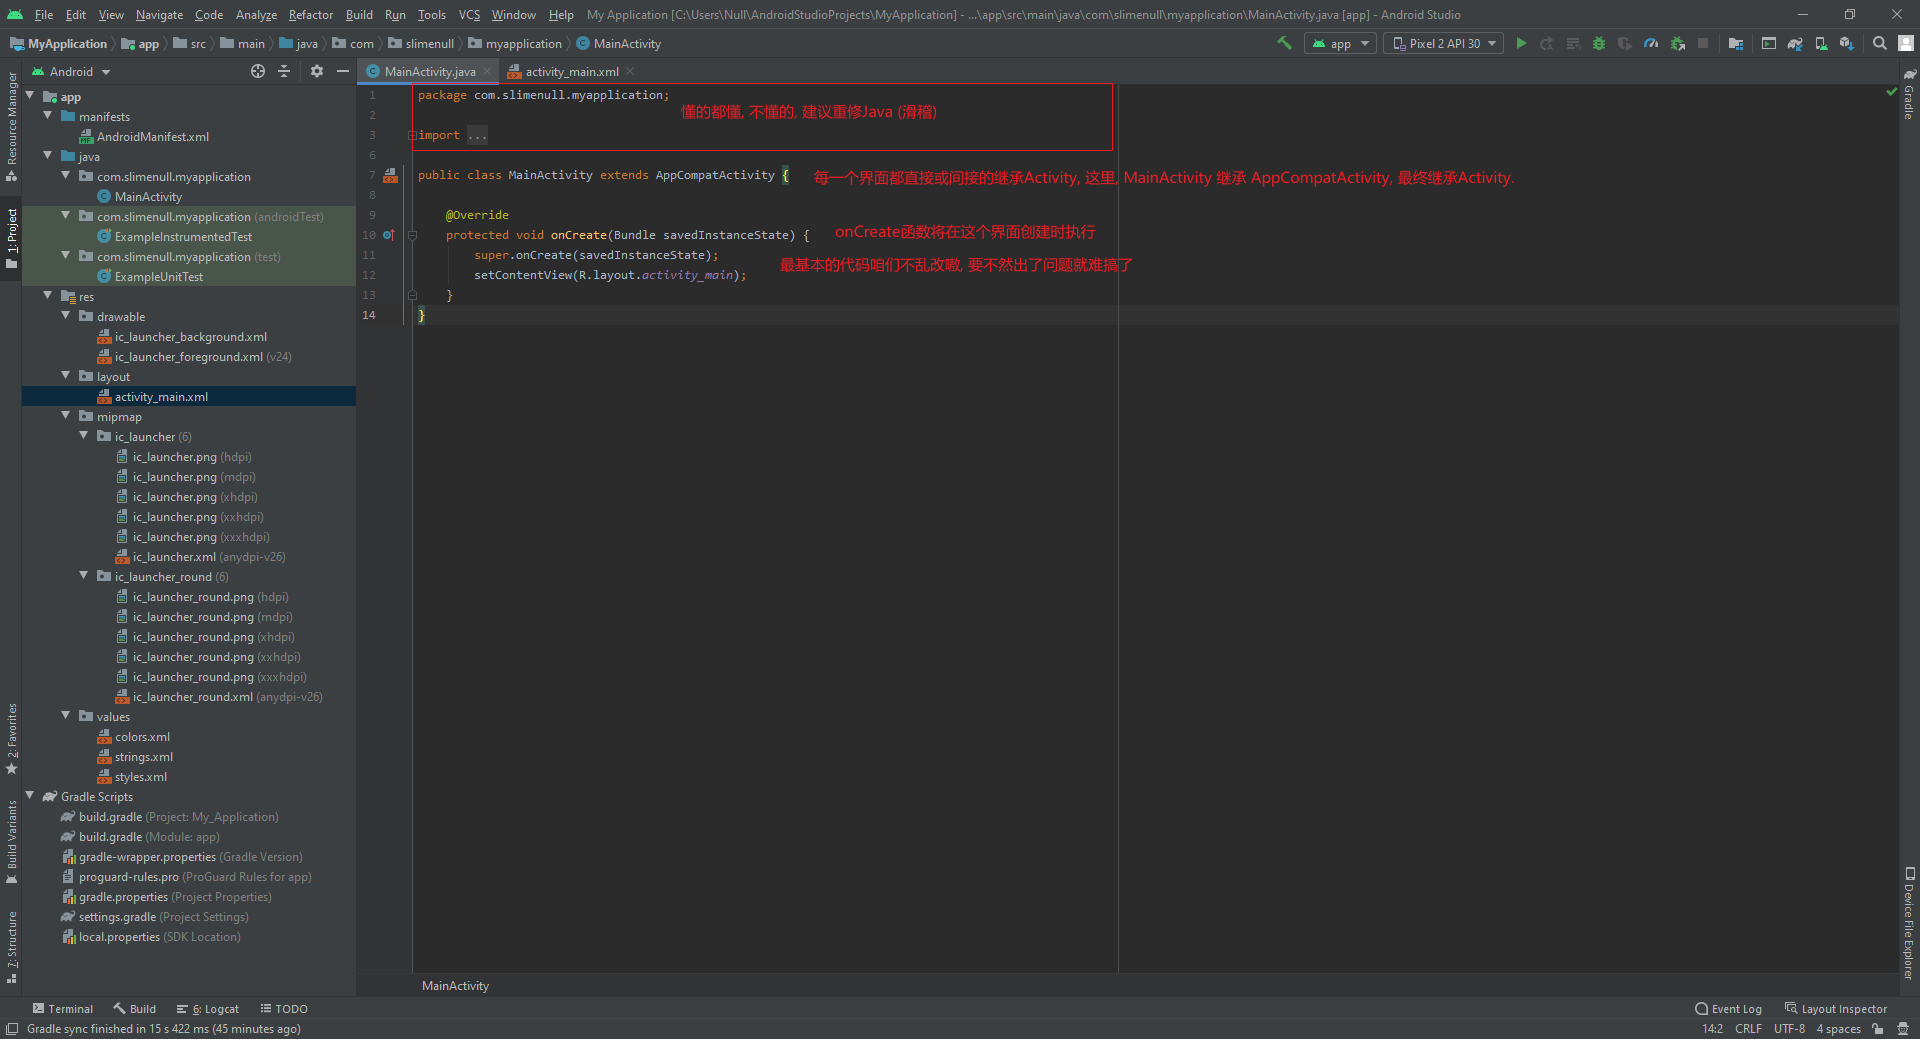 File Edit View Navigate Code Analyze Refactor Build Run Tools VCS Window Help My Application [C:\Users\Null\AndroidStudioProjects\MyApplication] - ...\app\src\main\java\com\slimenull\myapplication\MainActivity.java [app] - Android Studio
MyApplication app src main java com slimenull myapplication MainActivity app Pixel 2 API 30
Android
MainActivity.java activity_main.xml
Resource Manager
1: Project
2: Favorites
Build Variants
7: Structure
app
manifests
AndroidManifest.xml
java
com.slimenull.myapplication
MainActivity
com.slimenull.myapplication (androidTest)
ExampleInstrumentedTest
com.slimenull.myapplication (test)
ExampleUnitTest
res
drawable
ic_launcher_background.xml
ic_launcher_foreground.xml (v24)
layout
activity_main.xml
mipmap
ic_launcher (6)
ic_launcher.png (hdpi)
ic_launcher.png (mdpi)
ic_launcher.png (xhdpi)
ic_launcher.png (xxhdpi)
ic_launcher.png (xxxhdpi)
ic_launcher.xml (anydpi-v26)
ic_launcher_round (6)
ic_launcher_round.png (hdpi)
ic_launcher_round.png (mdpi)
ic_launcher_round.png (xhdpi)
ic_launcher_round.png (xxhdpi)
ic_launcher_round.png (xxxhdpi)
ic_launcher_round.xml (anydpi-v26)
values
colors.xml
strings.xml
styles.xml
Gradle Scripts
build.gradle (Project: My_Application)
build.gradle (Module: app)
gradle-wrapper.properties (Gradle Version)
proguard-rules.pro (ProGuard Rules for app)
gradle.properties (Project Properties)
settings.gradle (Project Settings)
local.properties (SDK Location)
1 package com.slimenull.myapplication;
懂的都懂, 不懂的, 建议重修Java (滑稽)
2
3 import ...
6
7 public class MainActivity extends AppCompatActivity { 每一个界面都直接或间接的继承Activity, 这里, MainActivity 继承 AppCompatActivity, 最终继承Activity.
8
9 @Override
10 protected void onCreate(Bundle savedInstanceState) { onCreate函数将在这个界面创建时执行
11 super.onCreate(savedInstanceState);
最基本的代码咱们不乱改嗷, 要不然出了问题就难搞了
12 setContentView(R.layout.activity_main);
13 }
14 }
Gradle
Device File Explorer
MainActivity
Terminal Build 6: Logcat TODO Event Log Layout Inspector
Gradle sync finished in 15 s 422 ms (45 minutes ago) 14:2 CRLF UTF-8 4 spaces